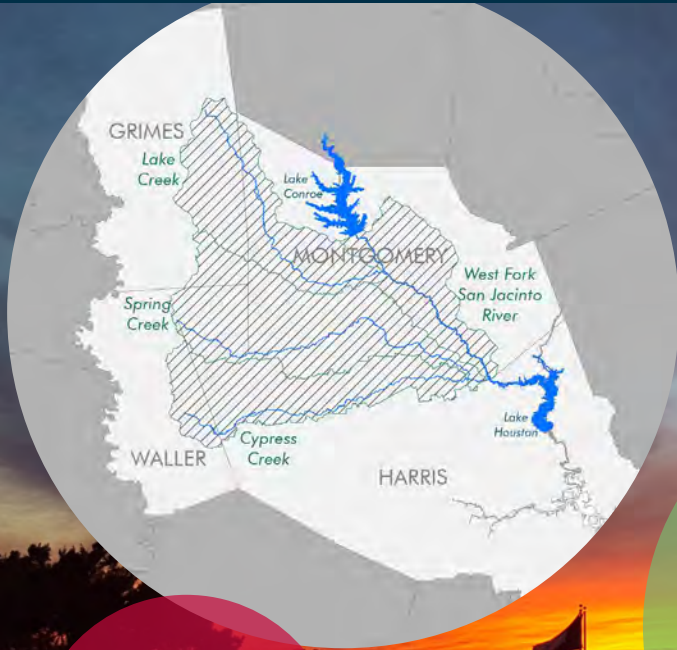 GRIMES
Lake
Creek
Lake
Conroe
MONTGOMERY
West Fork
San Jacinto
River
Spring
Creek
Lake
Houston
Cypress
Creek
WALLER
HARRIS